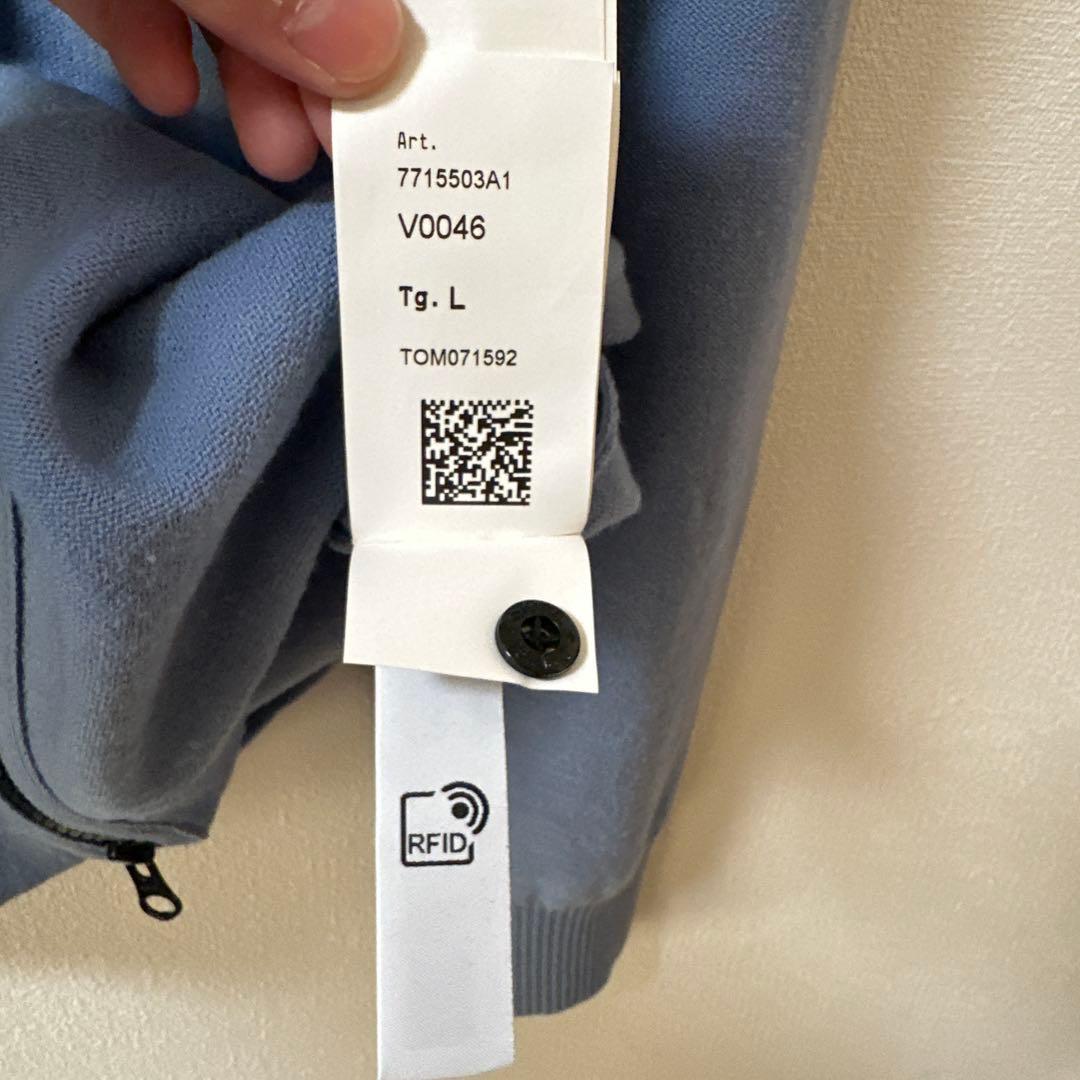 Art.
7715503A1
V0046
Tg. L
TOM071592
RFID